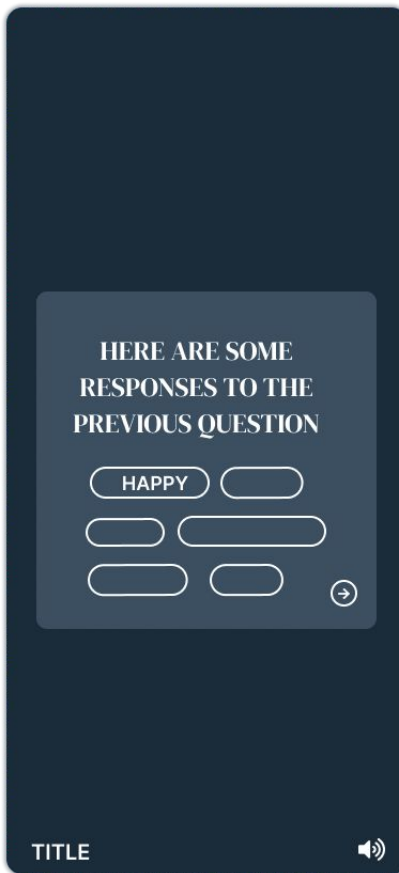 HERE ARE SOME
RESPONSES TO THE
PREVIOUS QUESTION
HAPPY
TITLE